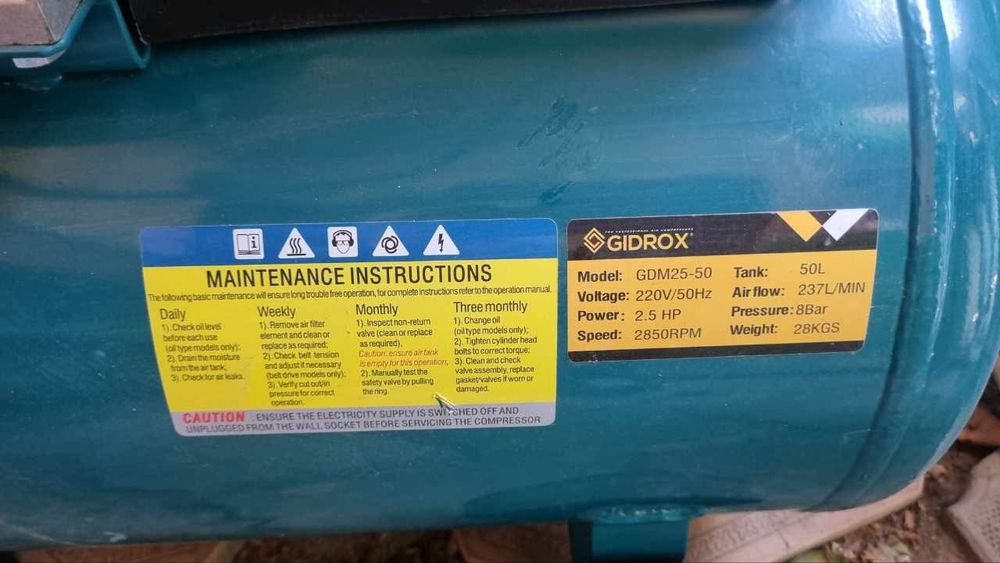 MAINTENANCE INSTRUCTIONS
The following basic maintenance will ensure long trouble free operation, for complete instructions refer to the operation manual.
Daily
1). Check oil level
before each use
(oil type models only);
2). Drain the moisture
from the air tank;
3). Check for air leaks.
Weekly
1). Remove air filter
element and clean or
replace as required;
2). Check belt tension
and adjust if necessary
(belt drive models only);
3). Verify cut out/in
pressure for correct
operation.
Monthly
1). Inspect non-return
valve (clean or replace
as required),
Caution: ensure air tank
is empty for this operation;
2). Manually test the
safety valve by pulling
the ring.
Three monthly
1). Change oil
(oil type models only);
2). Tighten cylinder head
bolts to correct torque;
3). Clean and check
valve assembly, replace
gasket/valves if worn or
damaged.
CAUTION : ENSURE THE ELECTRICITY SUPPLY IS SWITCHED OFF AND
UNPLUGGED FROM THE WALL SOCKET BEFORE SERVICING THE COMPRESSOR
THE PROFESSIONAL AIR COMPRESSOR
GIDROX
Model: GDM25-50
Voltage: 220V/50Hz
Power: 2.5 HP
Speed: 2850RPM
Tank: 50L
Air flow: 237L/MIN
Pressure: 8Bar
Weight: 28KGS